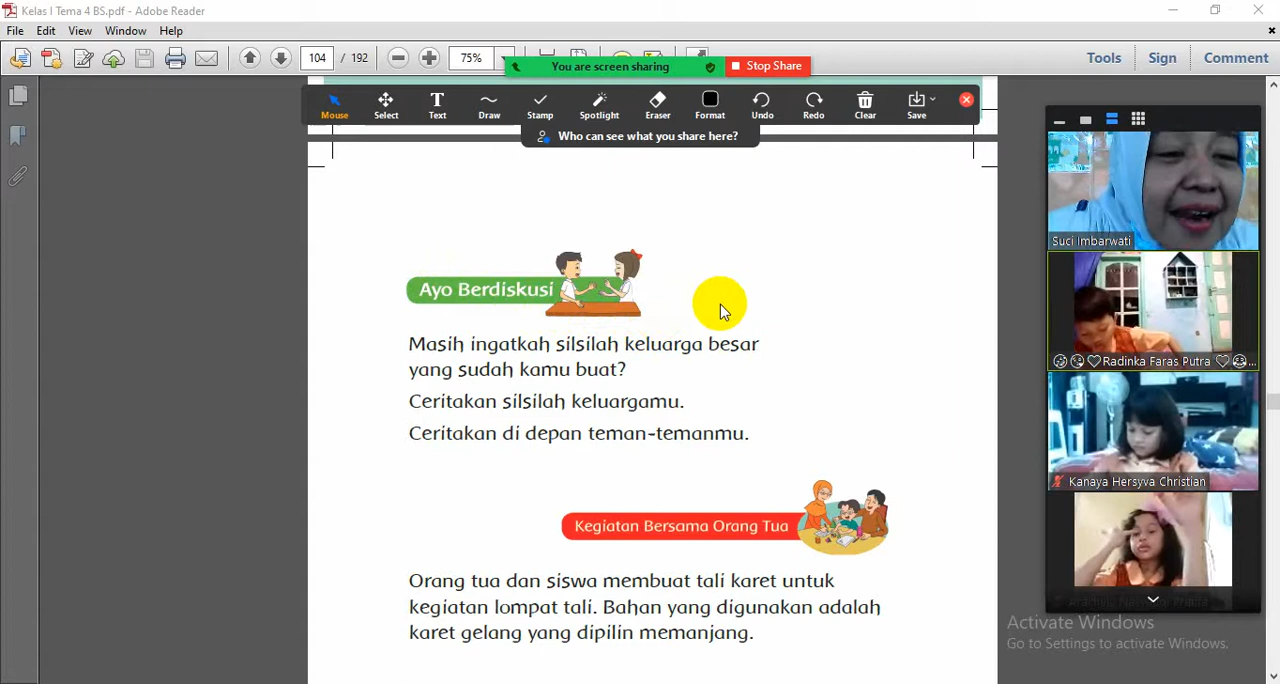 Kelas I Tema 4 BS.pdf - Adobe Reader
File Edit View Window Help
104 / 192 75% Tools Sign Comment
You are screen sharing Stop Share
Mouse Select Text Draw Stamp Spotlight Eraser Format Undo Redo Clear Save
Who can see what you share here?
Ayo Berdiskusi
Masih ingatkah silsilah keluarga besar
yang sudah kamu buat?
Ceritakan silsilah keluargamu.
Ceritakan di depan teman-temanmu.
Kegiatan Bersama Orang Tua
Orang tua dan siswa membuat tali karet untuk
kegiatan lompat tali. Bahan yang digunakan adalah
karet gelang yang dipilin memanjang.
Suci Imbarwati
Radinka Faras Putra
Kanaya Hersyva Christian
Activate Windows
Go to Settings to activate Windows.